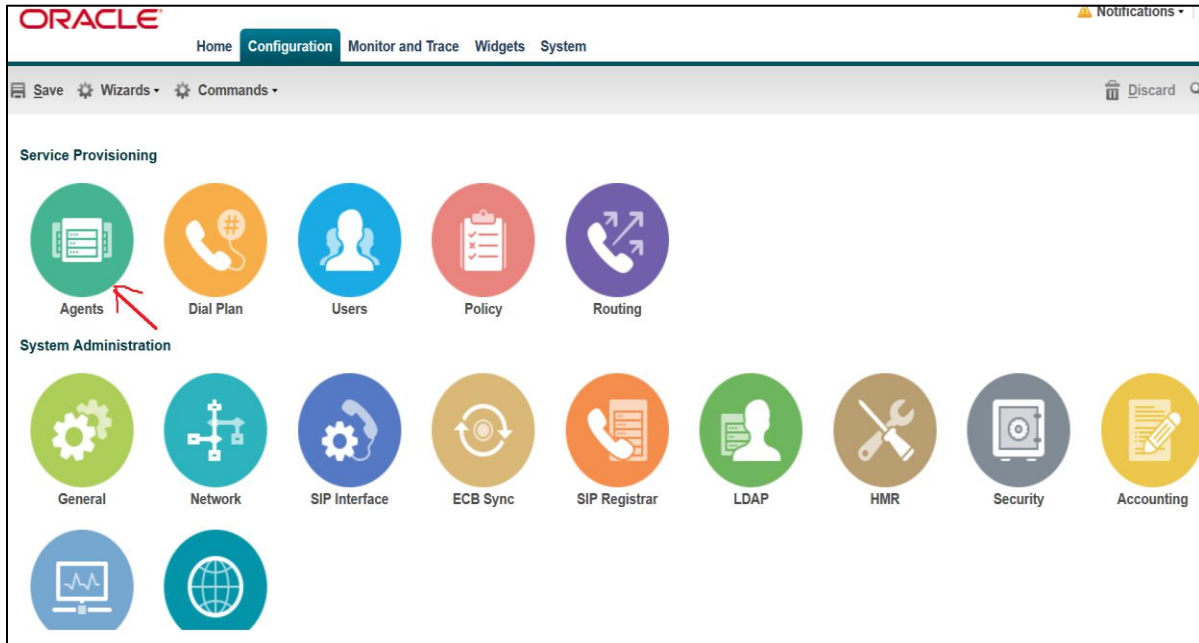 ORACLE
Notifications
Home Configuration Monitor and Trace Widgets System
Save Wizards Commands Discard
Service Provisioning
#
Agents Dial Plan Users Policy Routing
System Administration
General Network SIP Interface ECB Sync SIP Registrar LDAP HMR Security Accounting